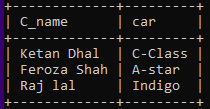 C_name | car
Ketan Dhal | C-Class
Feroza Shah | A-star
Raj lal | Indigo